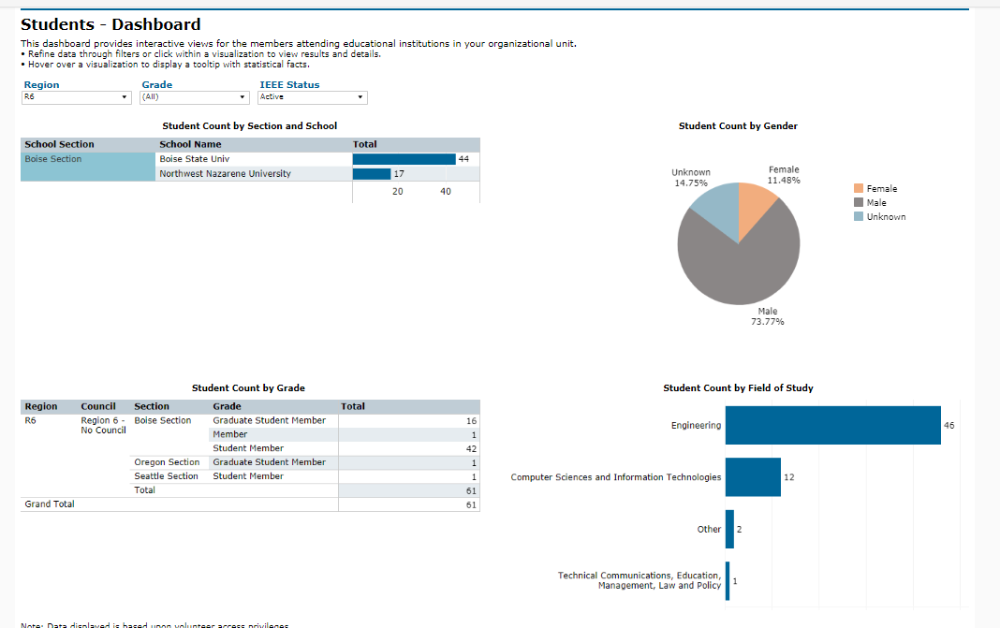 Students - Dashboard
This dashboard provides interactive views for the members attending educational institutions in your organizational unit.
• Refine data through filters or click within a visualization to view results and details.
• Hover over a visualization to display a tooltip with statistical facts.
Region Grade IEEE Status
R6 (All) Active
Student Count by Section and School
School Section School Name Total
Boise Section Boise State Univ 44
Northwest Nazarene University 17
20 40
Student Count by Gender
Unknown
14.75%
Female
11.48%
Male
73.77%
Female
Male
Unknown
Student Count by Grade
Region Council Section Grade Total
R6 Region 6 - Boise Section Graduate Student Member 16
No Council Member 1
Student Member 42
Oregon Section Graduate Student Member 1
Seattle Section Student Member 1
Total 61
Grand Total 61
Student Count by Field of Study
Engineering 46
Computer Sciences and Information Technologies 12
Other 2
Technical Communications, Education,
Management, Law and Policy 1
Note: Data displayed is based upon volunteer access privileges